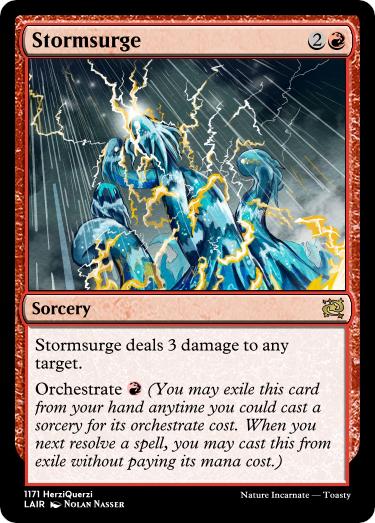 Stormsurge 2
Sorcery
Stormsurge deals 3 damage to any
target.
Orchestrate (You may exile this card
from your hand anytime you could cast a
sorcery for its orchestrate cost. When you
next resolve a spell, you may cast this from
exile without paying its mana cost.)
1171 HerziQuerzi
LAIR Nolan Nasser
Nature Incarnate — Toasty